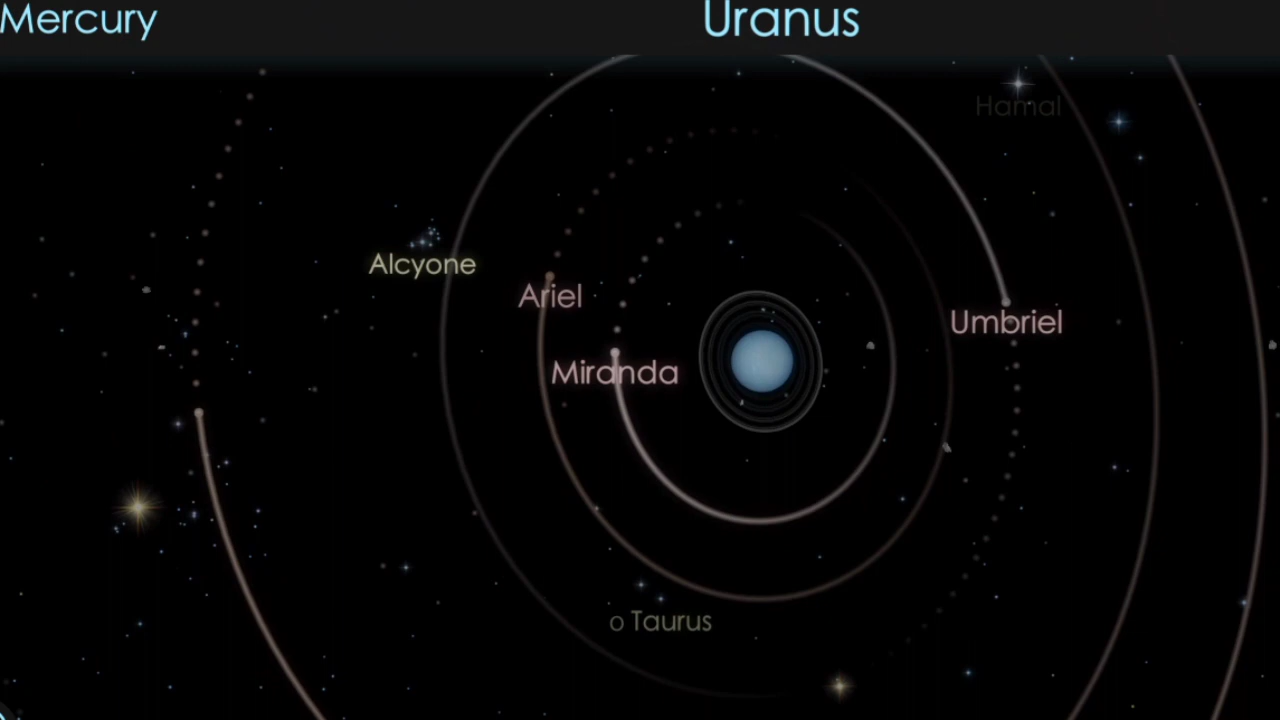 Mercury
Uranus
Hamal
Alcyone
Ariel
Umbriel
Miranda
o Taurus